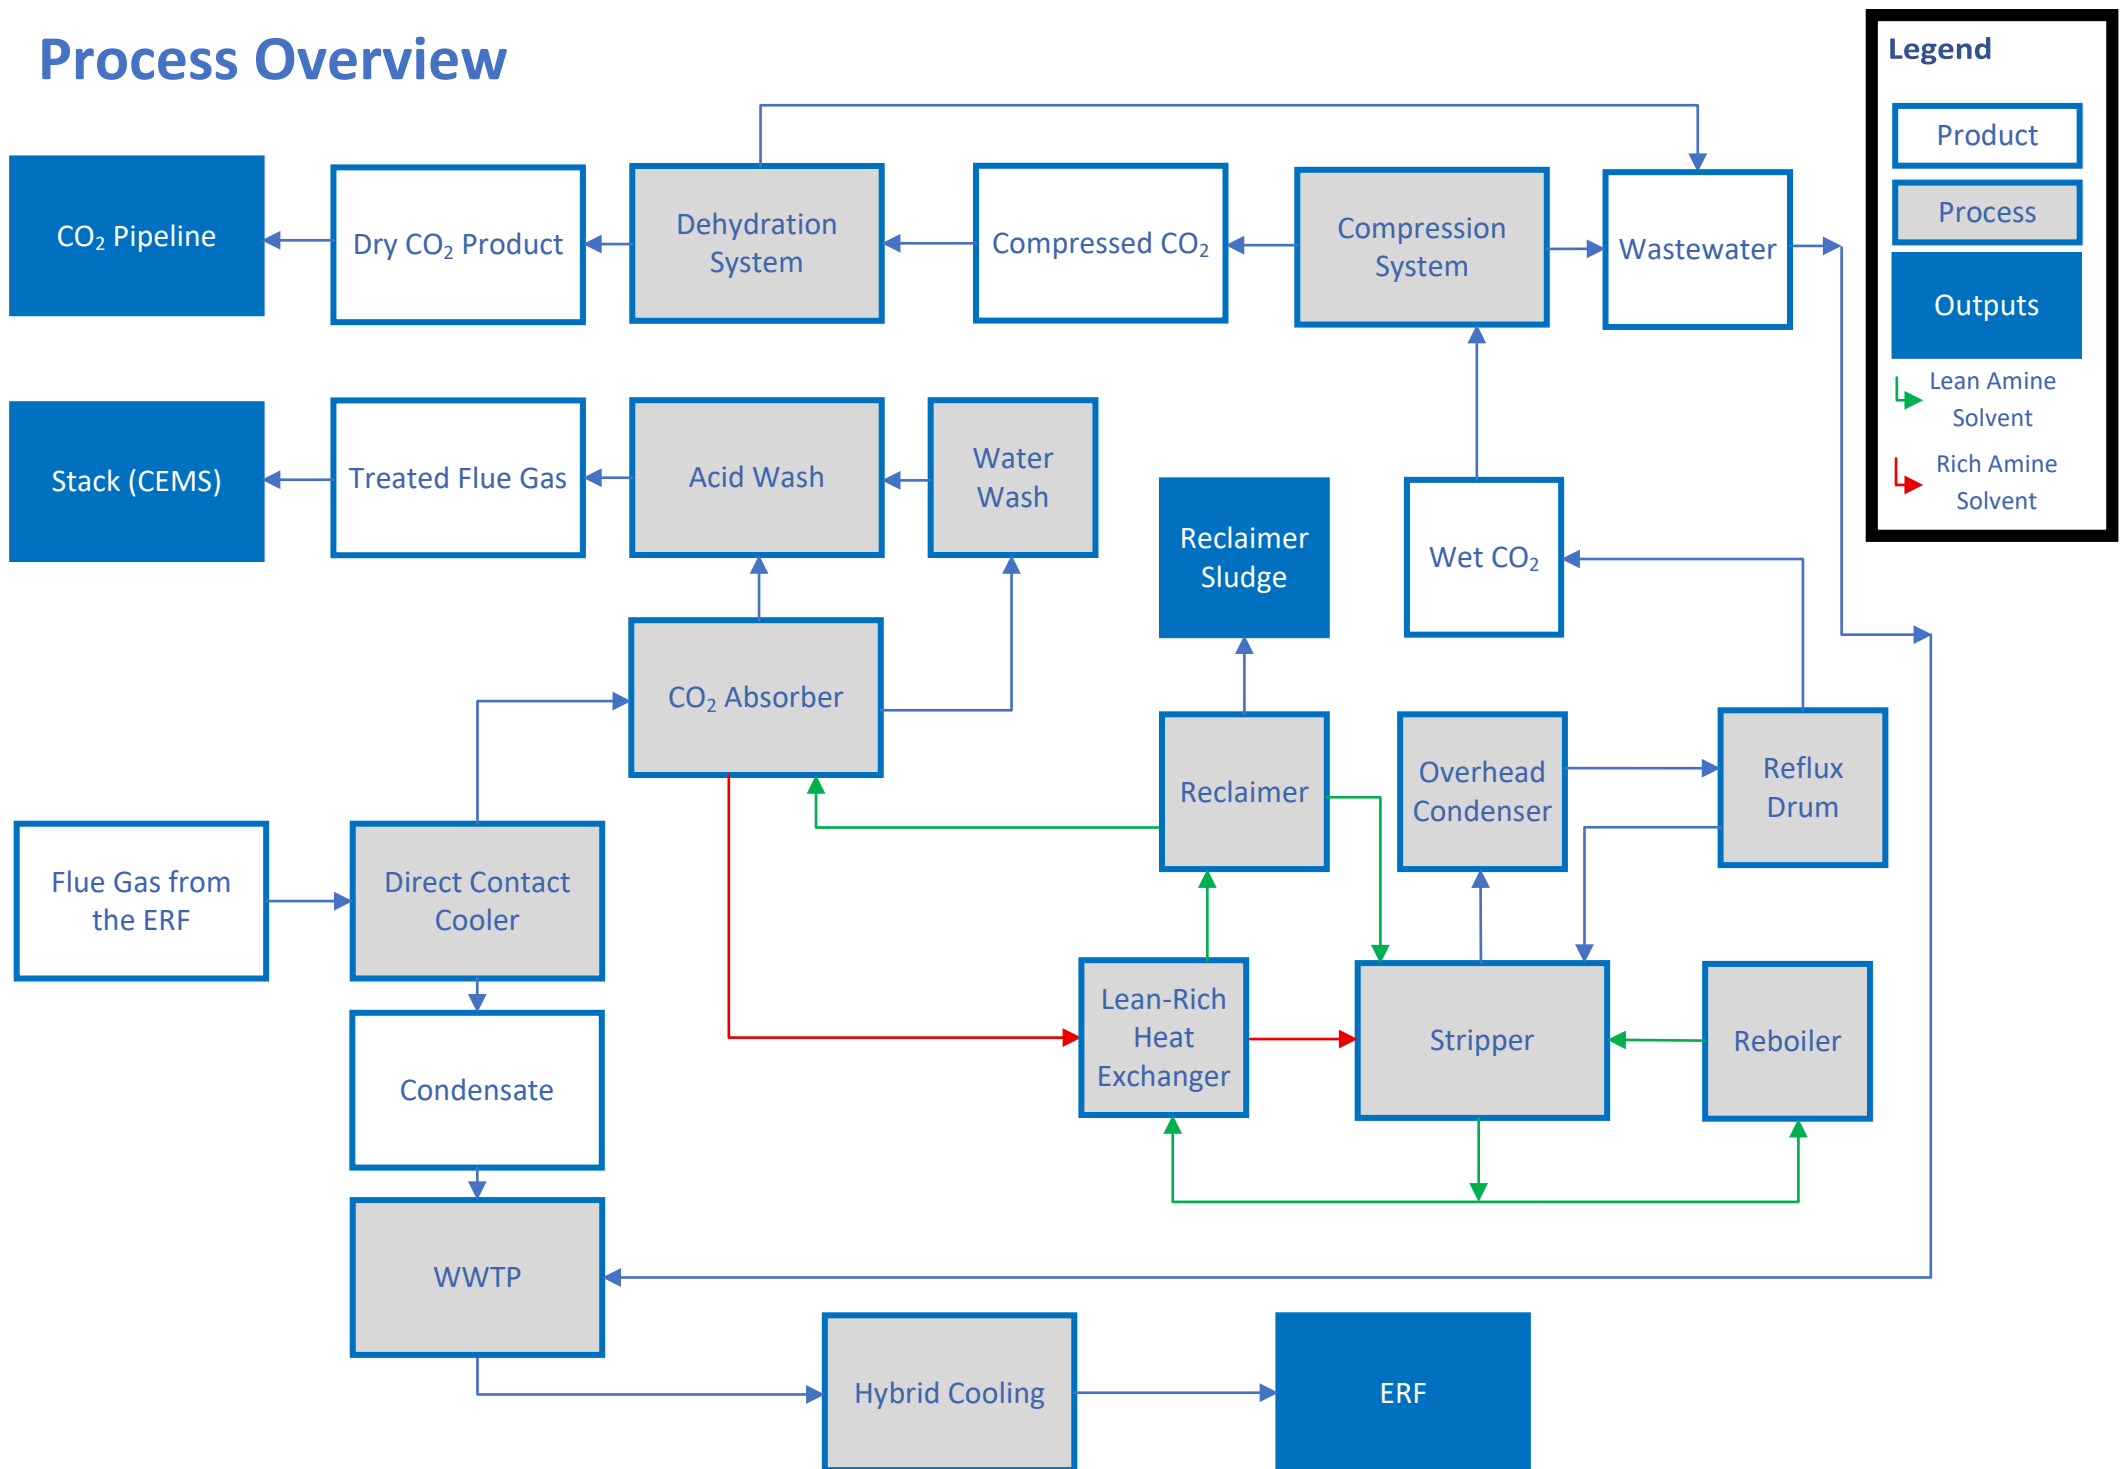 Process Overview
Legend
Product
Process
Outputs
Lean Amine
Solvent
Rich Amine
Solvent
CO₂ Pipeline
Dry CO₂ Product
Dehydration
System
Compressed CO₂
Compression
System
Wastewater
Stack (CEMS)
Treated Flue Gas
Acid Wash
Water
Wash
Reclaimer
Sludge
Wet CO₂
CO₂ Absorber
Reclaimer
Overhead
Condenser
Reflux
Drum
Flue Gas from
the ERF
Direct Contact
Cooler
Lean-Rich
Heat
Exchanger
Stripper
Reboiler
Condensate
WWTP
Hybrid Cooling
ERF